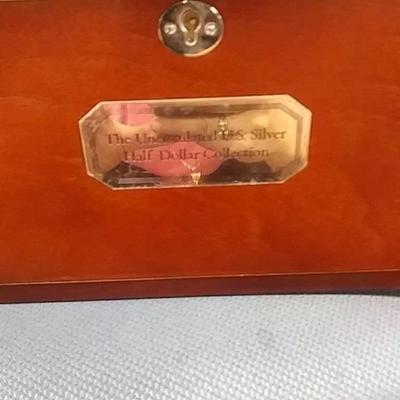 The Uncirculated U.S. Silver
Half Dollar Collection